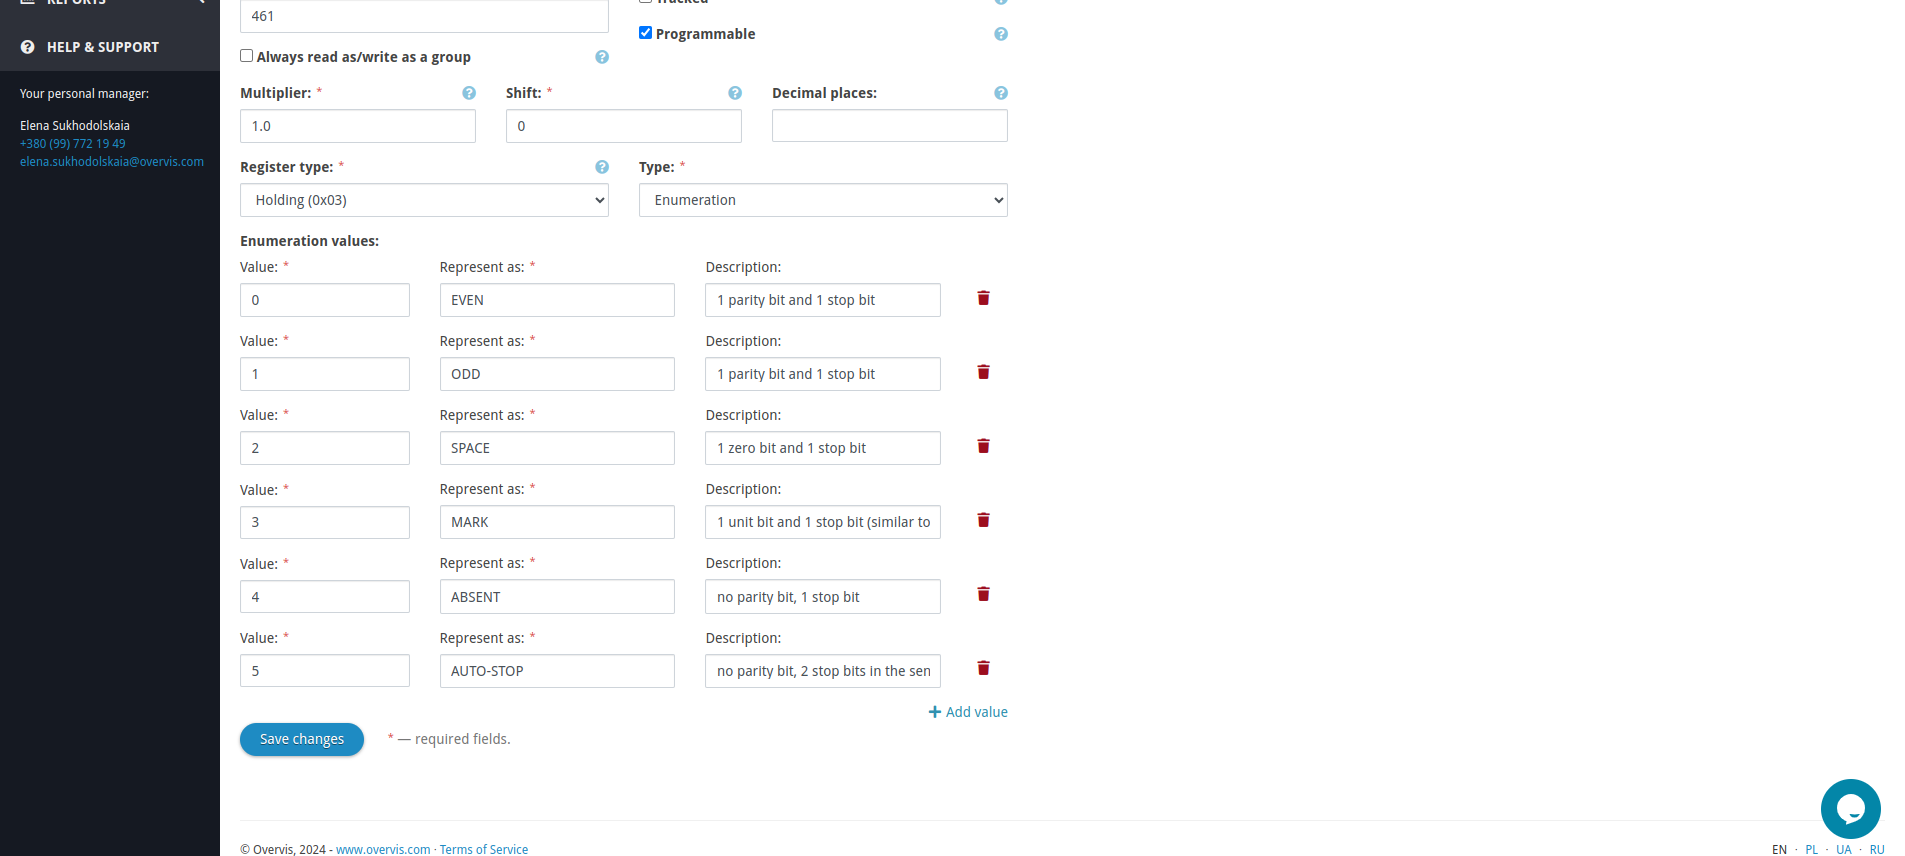 REPORTS
HELP & SUPPORT
Your personal manager:
Elena Sukhodolskaia
+380 (99) 772 19 49
elena.sukhodolskaia@overvis.com
461
Tracked
Programmable
Always read as/write as a group
Multiplier: *
Shift: *
Decimal places:
1.0
0
Register type: *
Type: *
Holding (0x03)
Enumeration
Enumeration values:
Value: * Represent as: * Description:
0 EVEN 1 parity bit and 1 stop bit
Value: * Represent as: * Description:
1 ODD 1 parity bit and 1 stop bit
Value: * Represent as: * Description:
2 SPACE 1 zero bit and 1 stop bit
Value: * Represent as: * Description:
3 MARK 1 unit bit and 1 stop bit (similar to
Value: * Represent as: * Description:
4 ABSENT no parity bit, 1 stop bit
Value: * Represent as: * Description:
5 AUTO-STOP no parity bit, 2 stop bits in the sen
+ Add value
Save changes
* — required fields.
© Overvis, 2024 - www.overvis.com · Terms of Service
EN · PL · UA · RU